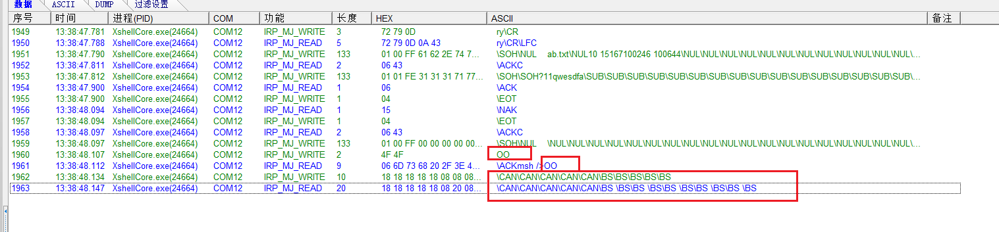 数据 ASCII DUMP 过滤设置
序号 时间 进程(PID) COM 功能 长度 HEX ASCII 备注
1949 13:38:47.781 XshellCore.exe(24664) COM12 IRP_MJ_WRITE 3 72 79 0D ry\CR
1950 13:38:47.788 XshellCore.exe(24664) COM12 IRP_MJ_READ 5 72 79 0D 0A 43 ry\CR\LFC
1951 13:38:47.790 XshellCore.exe(24664) COM12 IRP_MJ_WRITE 133 01 00 FF 61 62 2E 74 7... \SOH\NUL ab.txt\NUL10 15167100246 100644\NUL\NUL\NUL\NUL\NUL\NUL\NUL\NUL\NUL\NUL\NUL\NUL\...
1952 13:38:47.811 XshellCore.exe(24664) COM12 IRP_MJ_READ 2 06 43 \ACKC
1953 13:38:47.812 XshellCore.exe(24664) COM12 IRP_MJ_WRITE 133 01 01 FE 31 31 31 71 77... \SOH\SOH?11qwesdfa\SUB\SUB\SUB\SUB\SUB\SUB\SUB\SUB\SUB\SUB\SUB\SUB\SUB\SUB\SUB\...
1954 13:38:47.900 XshellCore.exe(24664) COM12 IRP_MJ_READ 1 06 \ACK
1955 13:38:47.900 XshellCore.exe(24664) COM12 IRP_MJ_WRITE 1 04 \EOT
1956 13:38:48.094 XshellCore.exe(24664) COM12 IRP_MJ_READ 1 15 \NAK
1957 13:38:48.094 XshellCore.exe(24664) COM12 IRP_MJ_WRITE 1 04 \EOT
1958 13:38:48.097 XshellCore.exe(24664) COM12 IRP_MJ_READ 2 06 43 \ACKC
1959 13:38:48.097 XshellCore.exe(24664) COM12 IRP_MJ_WRITE 133 01 00 FF 00 00 00 00 00... \SOH\NUL \NUL\NUL\NUL\NUL\NUL\NUL\NUL\NUL\NUL\NUL\NUL\NUL\NUL\NUL\NUL\NUL\NUL\NUL\...
1960 13:38:48.107 XshellCore.exe(24664) COM12 IRP_MJ_WRITE 2 4F 4F OO
1961 13:38:48.112 XshellCore.exe(24664) COM12 IRP_MJ_READ 9 06 6D 73 68 20 2F 3E 4... \ACKmsh />OO
1962 13:38:48.134 XshellCore.exe(24664) COM12 IRP_MJ_WRITE 10 18 18 18 18 18 08 08 08... \CAN\CAN\CAN\CAN\CAN\BS\BS\BS\BS\BS
1963 13:38:48.147 XshellCore.exe(24664) COM12 IRP_MJ_READ 20 18 18 18 18 18 08 20 08... \CAN\CAN\CAN\CAN\CAN\BS \BS\BS \BS\BS \BS\BS \BS\BS \BS